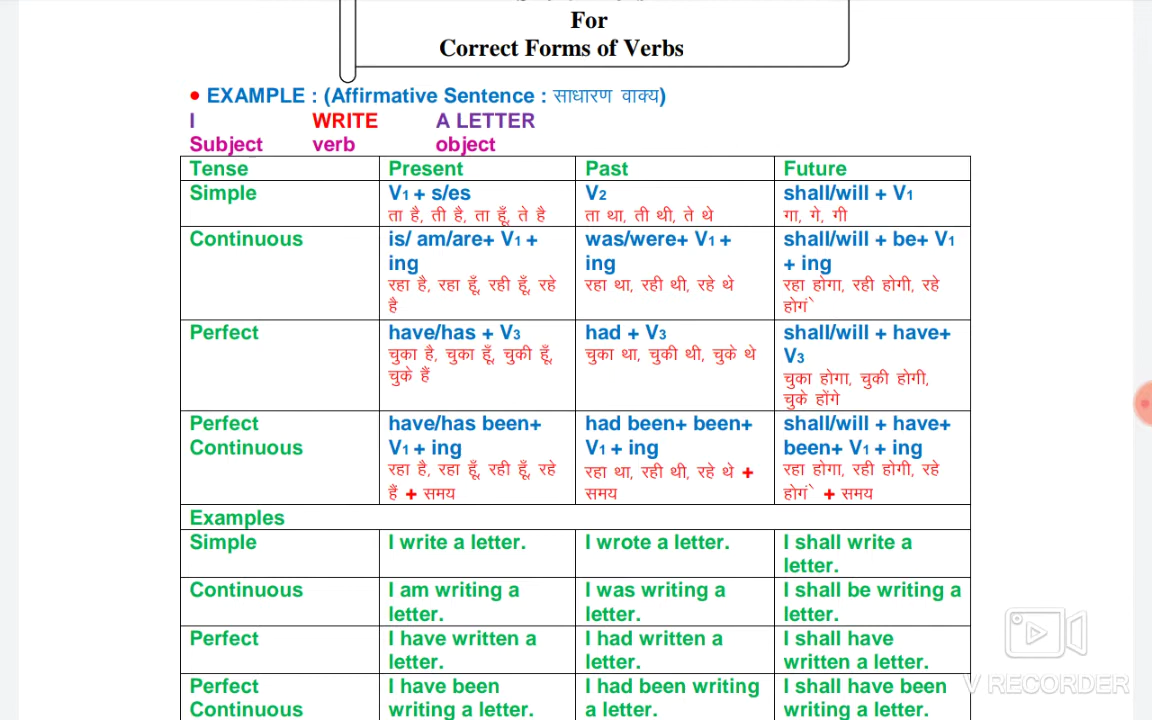 For
Correct Forms of Verbs
• EXAMPLE : (Affirmative Sentence : साधारण वाक्य)
I WRITE A LETTER
Subject verb object
Tense Present Past Future
Simple V1 + s/es V2 shall/will + V1
ता है, ती है, ता हूँ, ते है ता था, ती थी, ते थे गा, गे, गी
Continuous is/ am/are+ V1 + was/were+ V1 + shall/will + be+ V1
ing ing + ing
रहा है, रहा हूँ, रही हूँ, रहे रहा था, रही थी, रहे थे रहा होगा, रही होगी, रहे
है होगं`
Perfect have/has + V3 had + V3 shall/will + have+
चुका है, चुका हूँ, चुकी हूँ, चुका था, चुकी थी, चुके थे V3
चुके हैं चुका होगा, चुकी होगी,
चुके होंगे
Perfect have/has been+ had been+ been+ shall/will + have+
Continuous V1 + ing V1 + ing been+ V1 + ing
रहा है, रहा हूँ, रही हूँ, रहे रहा था, रही थी, रहे थे + रहा होगा, रही होगी, रहे
हैं + समय समय होगं` + समय
Examples
Simple I write a letter. I wrote a letter. I shall write a
letter.
Continuous I am writing a I was writing a I shall be writing a
letter. letter. letter.
Perfect I have written a I had written a I shall have
letter. letter. written a letter.
Perfect I have been I had been writing I shall have been
Continuous writing a letter. a letter. writing a letter.
V RECORDER